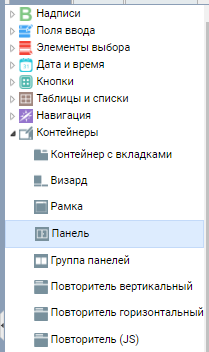 Надписи
Поля ввода
Элементы выбора
Дата и время
Кнопки
Таблицы и списки
Навигация
Контейнеры
Контейнер с вкладками
Визард
Рамка
Панель
Группа панелей
Повторитель вертикальный
Повторитель горизонтальный
Повторитель (JS)